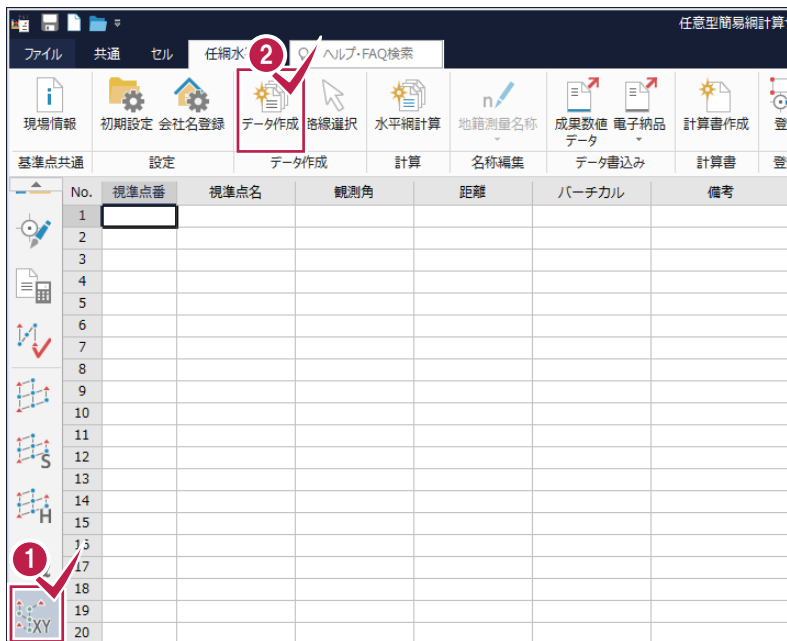 任意型簡易網計算
ファイル 共通 セル 任網水 ヘルプ・FAQ検索
2
現場情報 初期設定 会社名登録 データ作成 路線選択 水平網計算 地籍測量名称 成果数値データ 電子納品 計算書作成 登
基準点共通 設定 データ作成 計算 名称編集 データ書込み 計算書 登
No. 視準点番 視準点名 観測角 距離 バーチカル 備考
1
2
3
4
5
6
7
8
9
10
11
12
13
14
15
16
17
18
19
20
S
H
1
XY